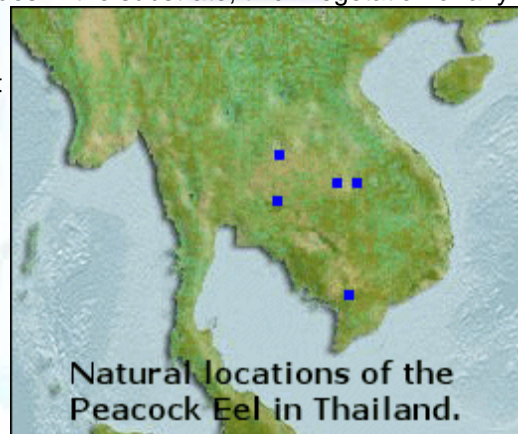 Natural locations of the
Peacock Eel in Thailand.